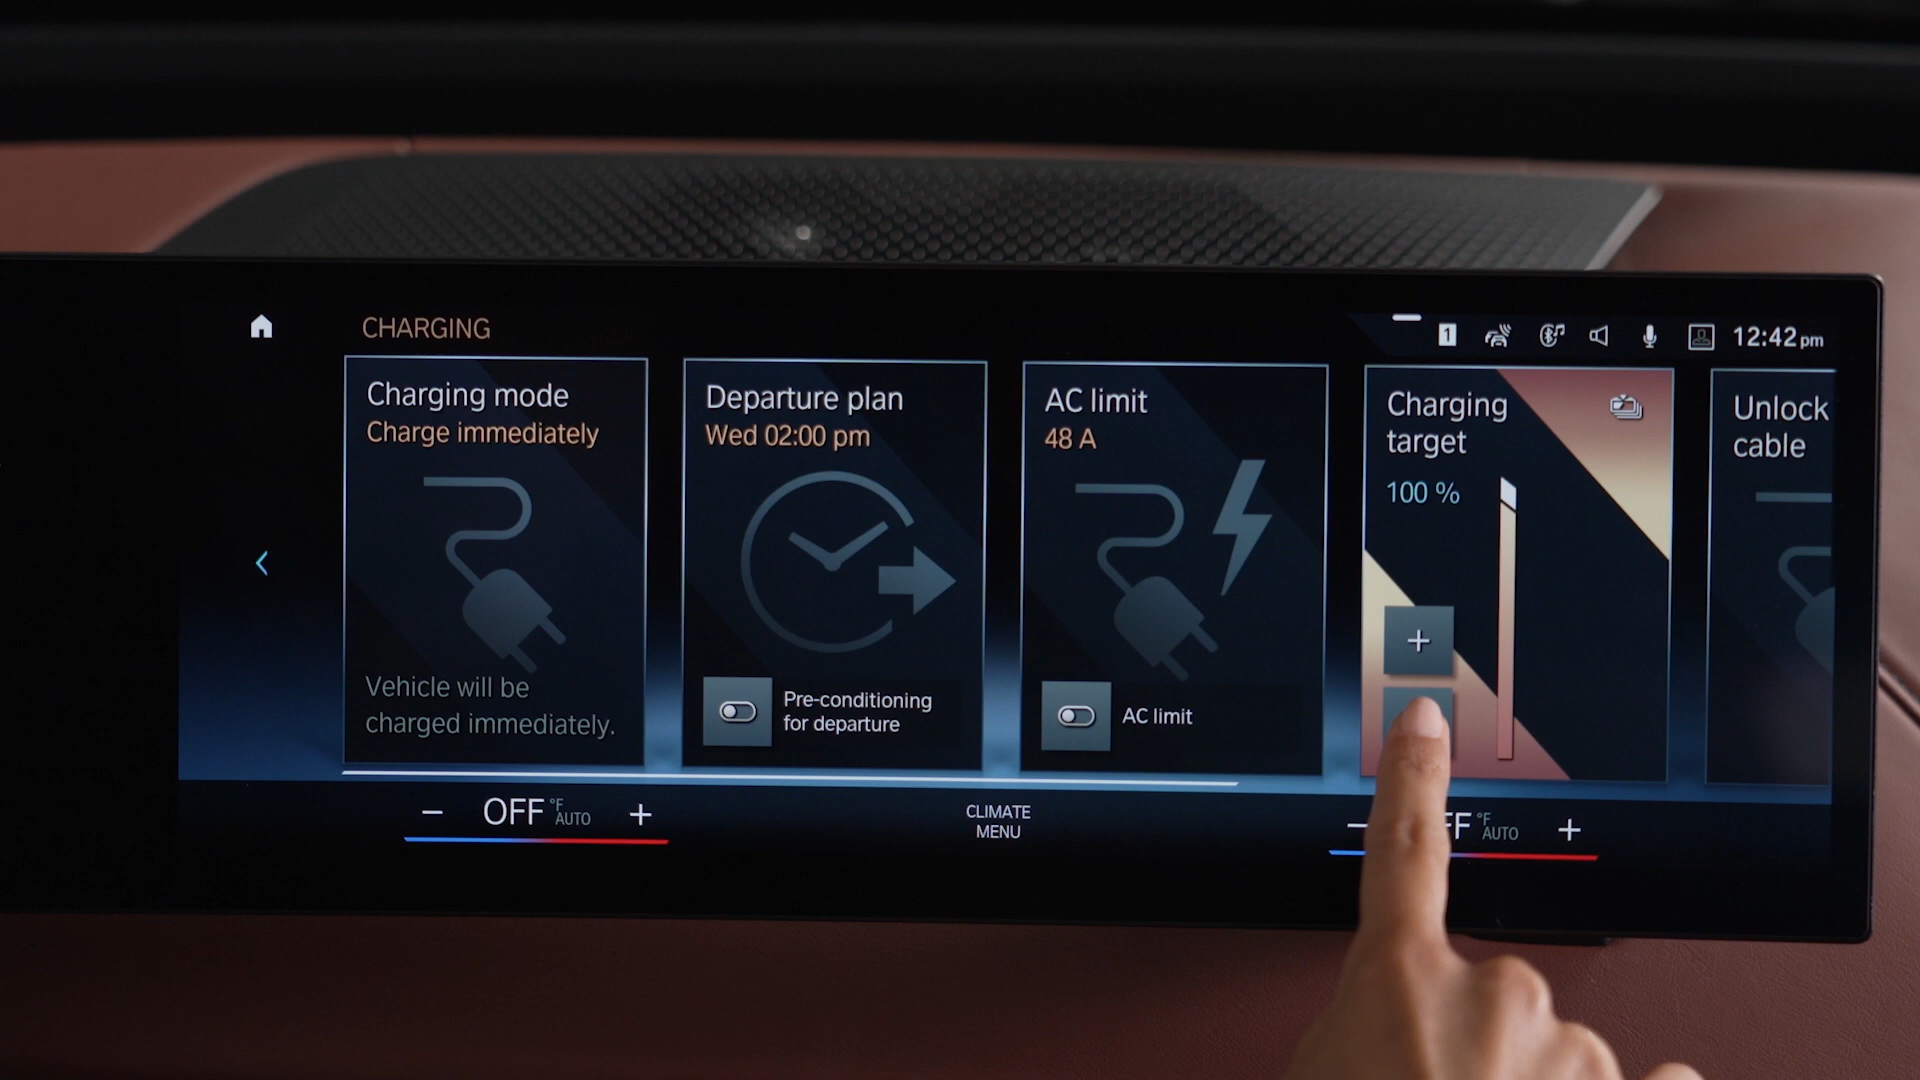 CHARGING
1
12:42 pm
Charging mode
Charge immediately
Vehicle will be
charged immediately.
Departure plan
Wed 02:00 pm
Pre-conditioning
for departure
AC limit
48 A
AC limit
Charging
target
100 %
+
Unlock
cable
− OFF °F AUTO +
CLIMATE
MENU
− FF °F AUTO +